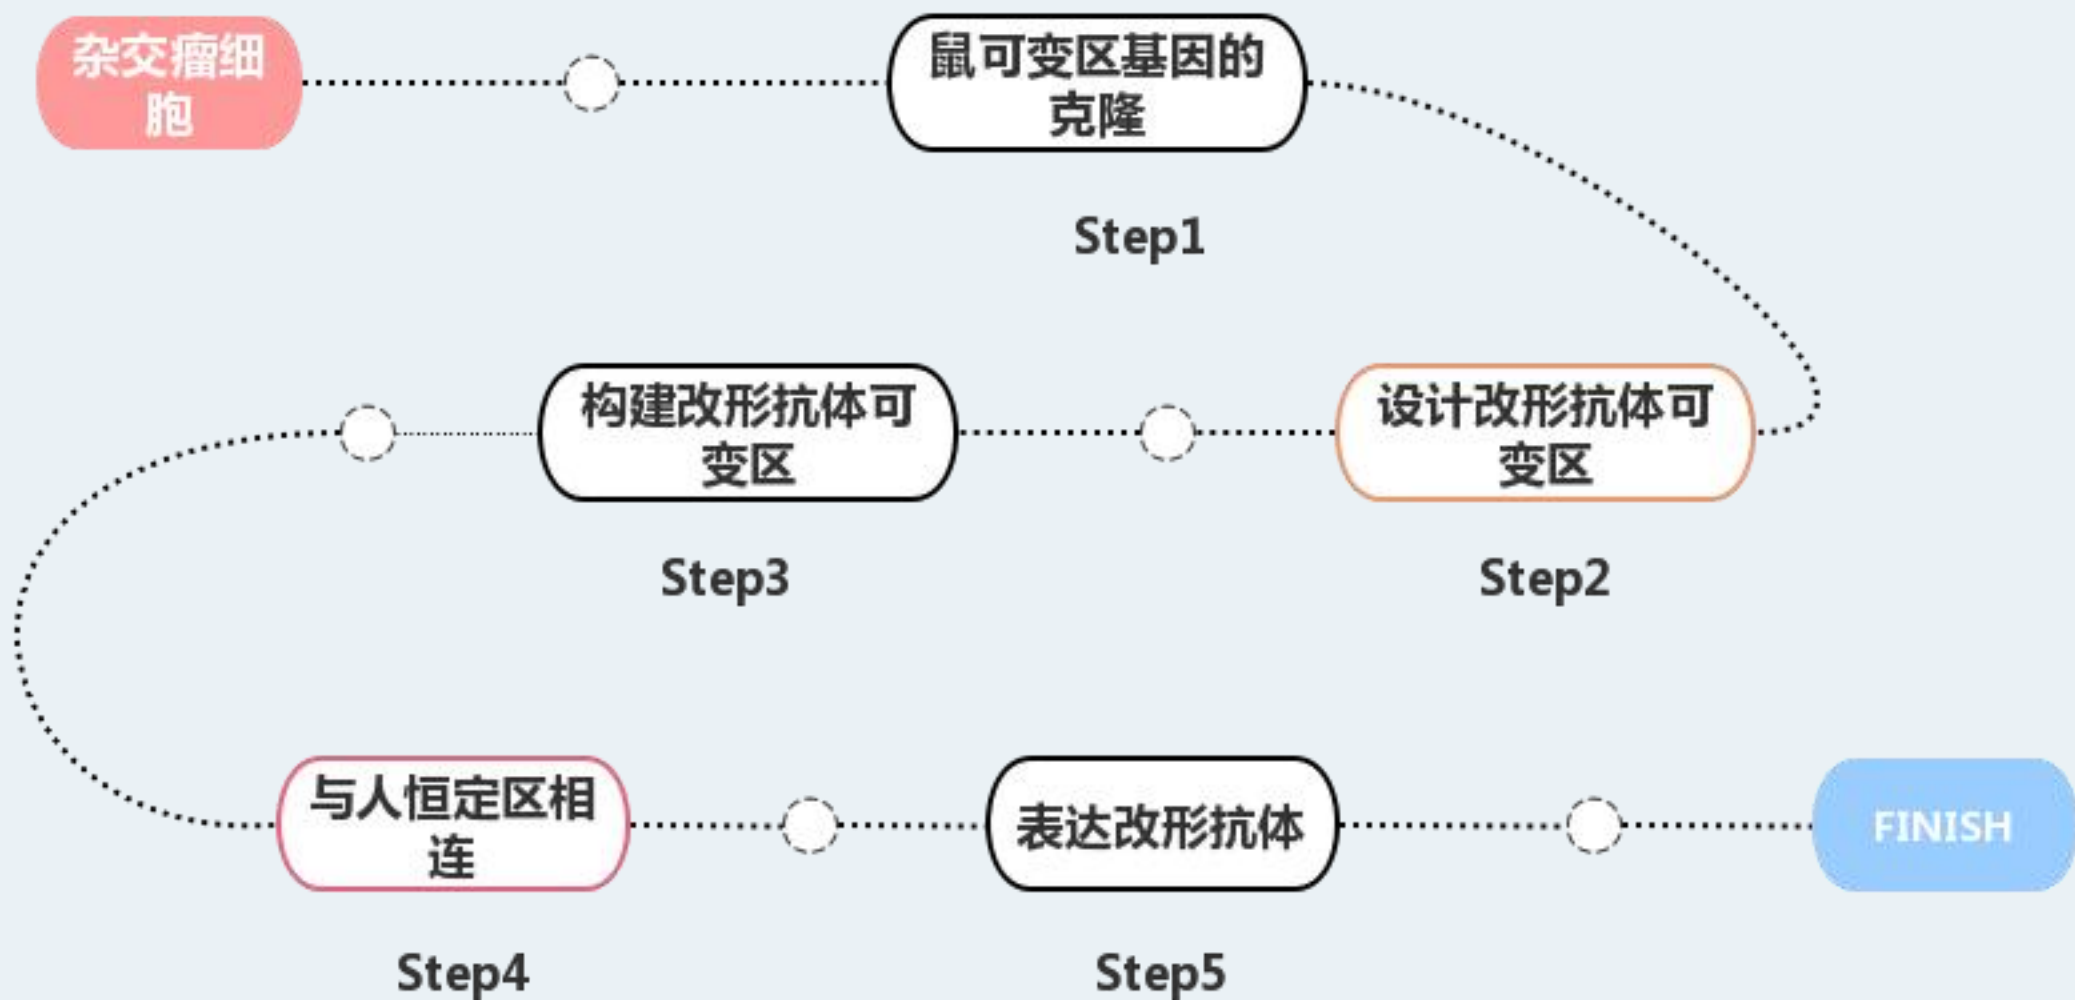 杂交瘤细
胞
鼠可变区基因的
克隆
Step1
设计改形抗体可
变区
Step2
构建改形抗体可
变区
Step3
与人恒定区相
连
Step4
表达改形抗体
Step5
FINISH